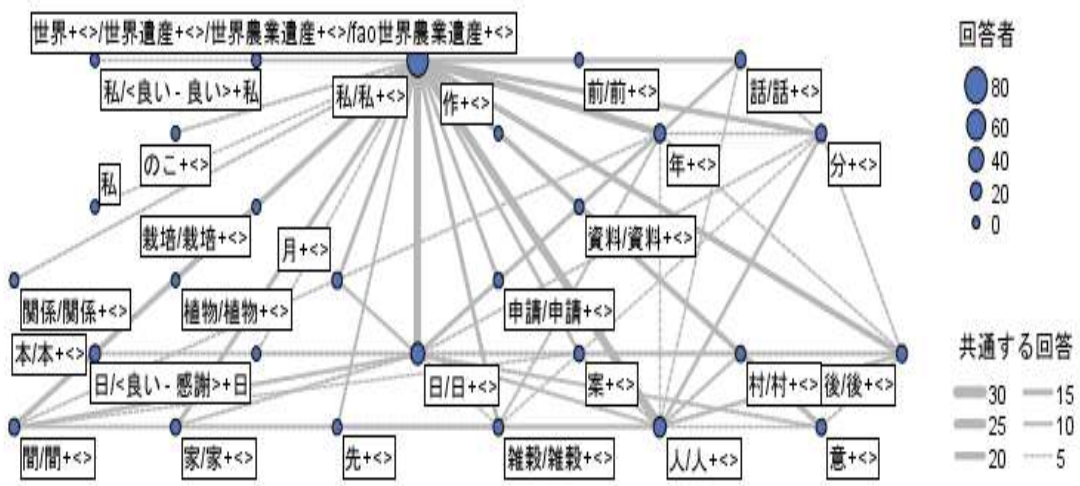 世界+<>/世界遺産+<>/世界農業遺産+<>/fao世界農業遺産+<>
私/<良い - 良い>+私
私/私+<>
作+<>
前/前+<>
話/話+<>
のこ+<>
年+<>
分+<>
私
栽培/栽培+<>
月+<>
資料/資料+<>
関係/関係+<>
植物/植物+<>
申請/申請+<>
本/本+<>
日/<良い - 感謝>+日
日/日+<>
案+<>
村/村+<>
後/後+<>
間/間+<>
家/家+<>
先+<>
雑穀/雑穀+<>
人/人+<>
意+<>
回答者
80
60
40
20
0
共通する回答
30 15
25 10
20 5